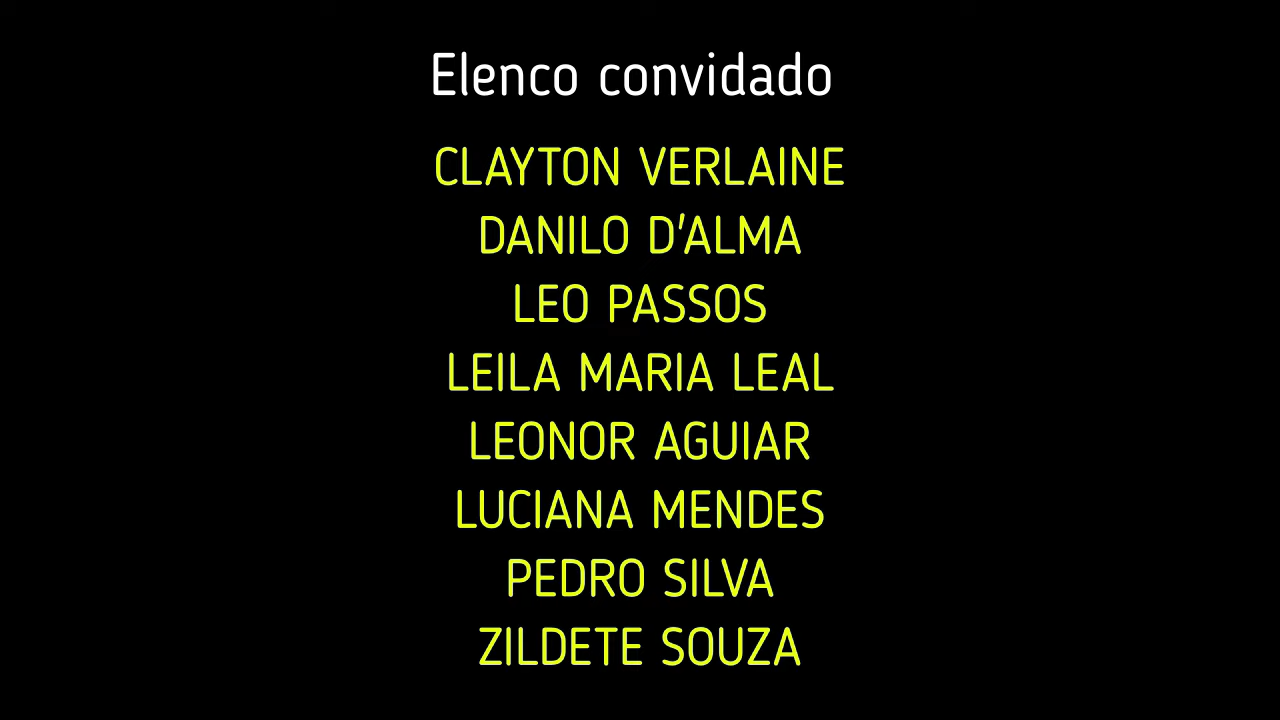 Elenco convidado
CLAYTON VERLAINE
DANILO D'ALMA
LEO PASSOS
LEILA MARIA LEAL
LEONOR AGUIAR
LUCIANA MENDES
PEDRO SILVA
ZILDETE SOUZA